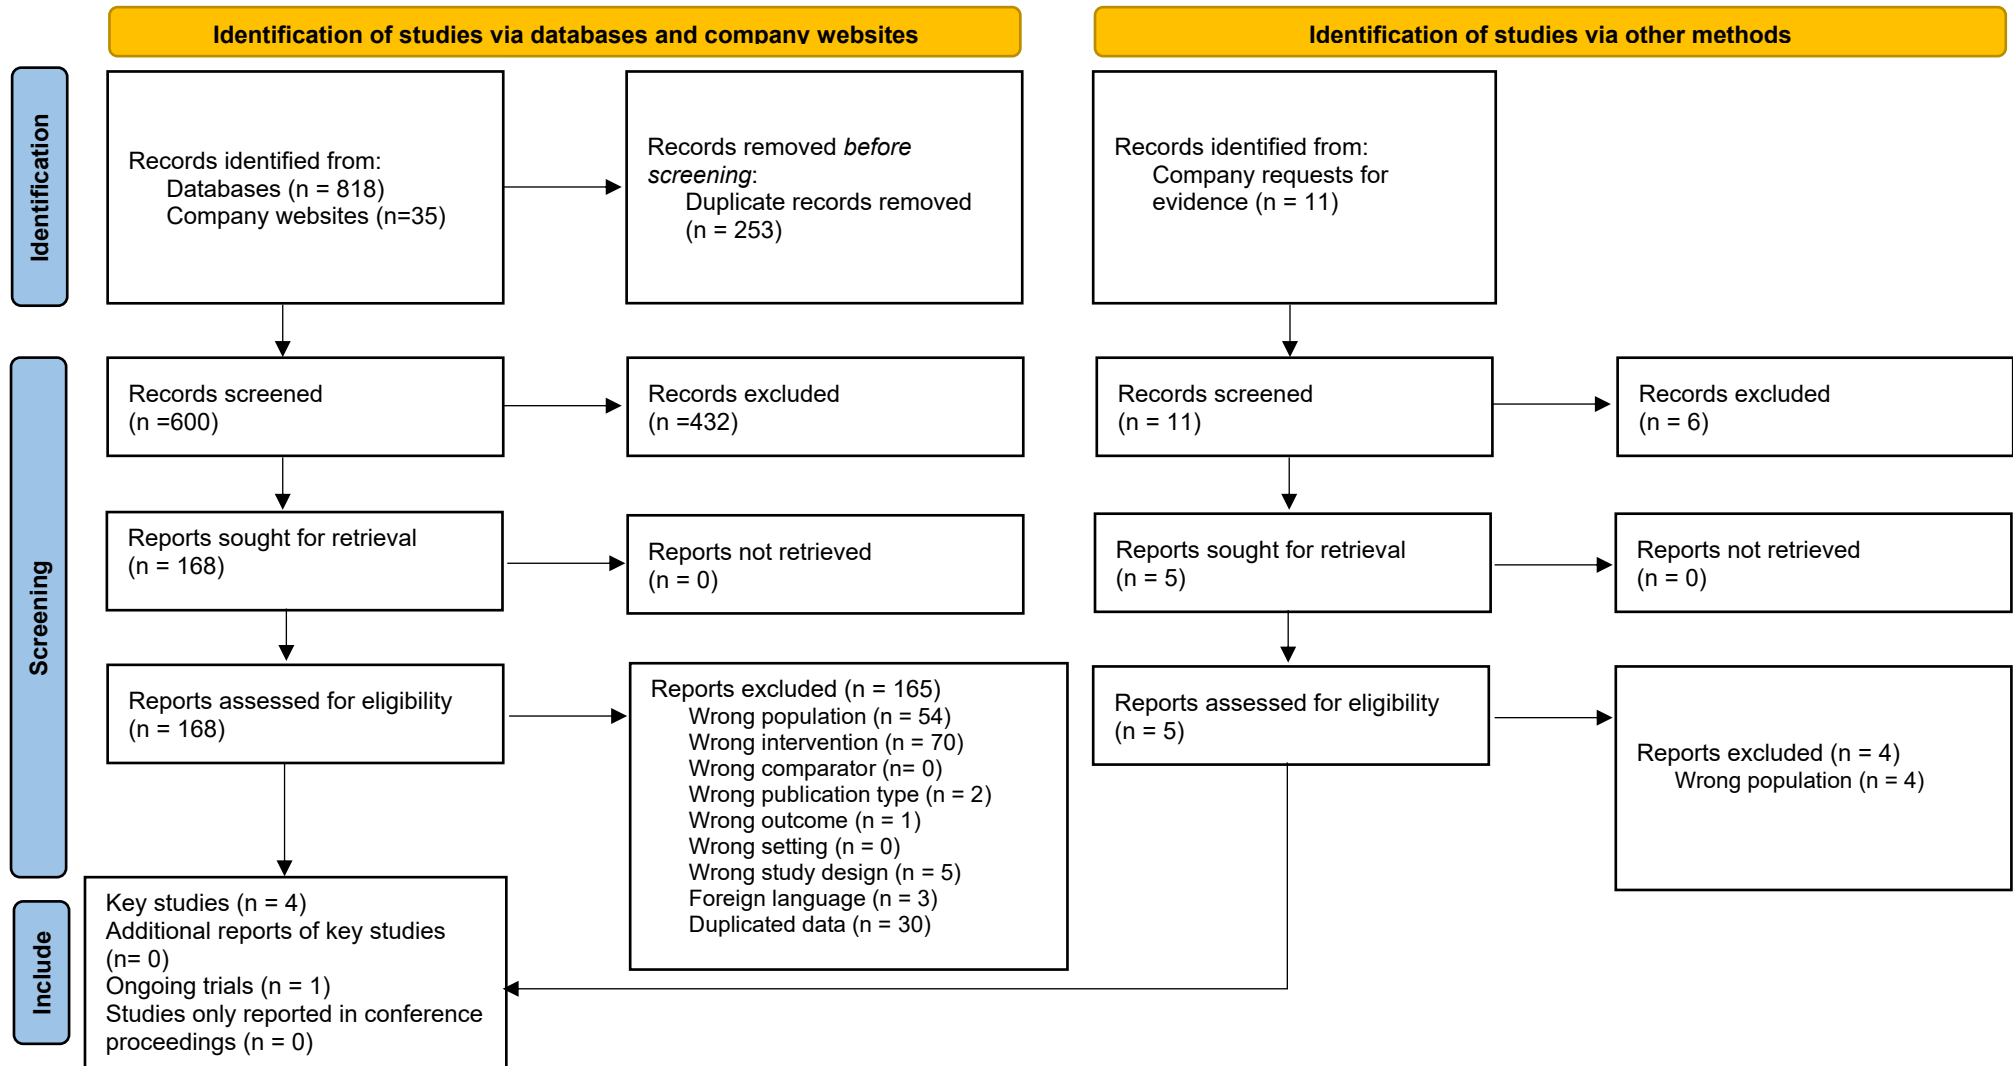 Identification of studies via databases and company websites
Identification of studies via other methods
Identification
Records identified from:
Databases (n = 818)
Company websites (n=35)
Records removed before
screening:
Duplicate records removed
(n = 253)
Records identified from:
Company requests for
evidence (n = 11)
Screening
Records screened
(n =600)
Records excluded
(n =432)
Records screened
(n = 11)
Records excluded
(n = 6)
Reports sought for retrieval
(n = 168)
Reports not retrieved
(n = 0)
Reports sought for retrieval
(n = 5)
Reports not retrieved
(n = 0)
Reports assessed for eligibility
(n = 168)
Reports excluded (n = 165)
Wrong population (n = 54)
Wrong intervention (n = 70)
Wrong comparator (n= 0)
Wrong publication type (n = 2)
Wrong outcome (n = 1)
Wrong setting (n = 0)
Wrong study design (n = 5)
Foreign language (n = 3)
Duplicated data (n = 30)
Reports assessed for eligibility
(n = 5)
Reports excluded (n = 4)
Wrong population (n = 4)
Include
Key studies (n = 4)
Additional reports of key studies
(n= 0)
Ongoing trials (n = 1)
Studies only reported in conference
proceedings (n = 0)